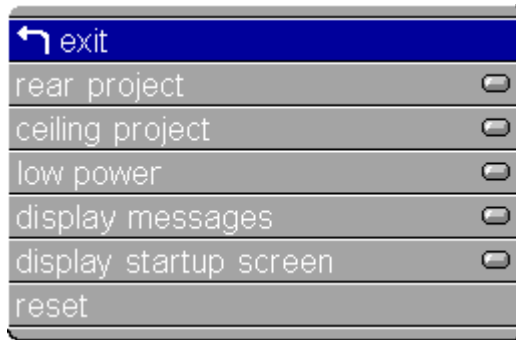 exit
rear project
ceiling project
low power
display messages
display startup screen
reset